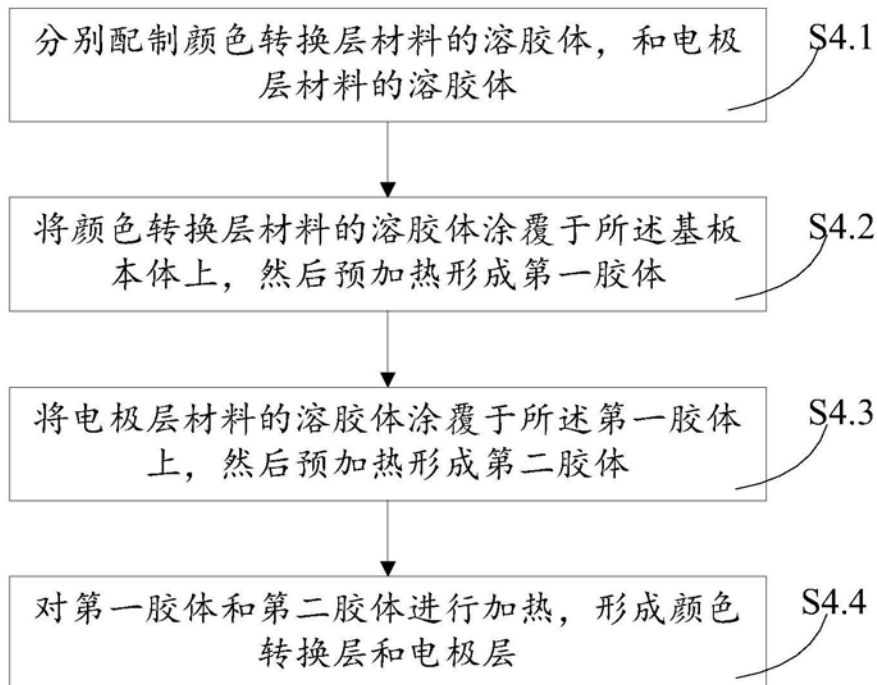 分别配制颜色转换层材料的溶胶体，和电极
层材料的溶胶体
S4.1
将颜色转换层材料的溶胶体涂覆于所述基板
本体上，然后预加热形成第一胶体
S4.2
将电极层材料的溶胶体涂覆于所述第一胶体
上，然后预加热形成第二胶体
S4.3
对第一胶体和第二胶体进行加热，形成颜色
转换层和电极层
S4.4